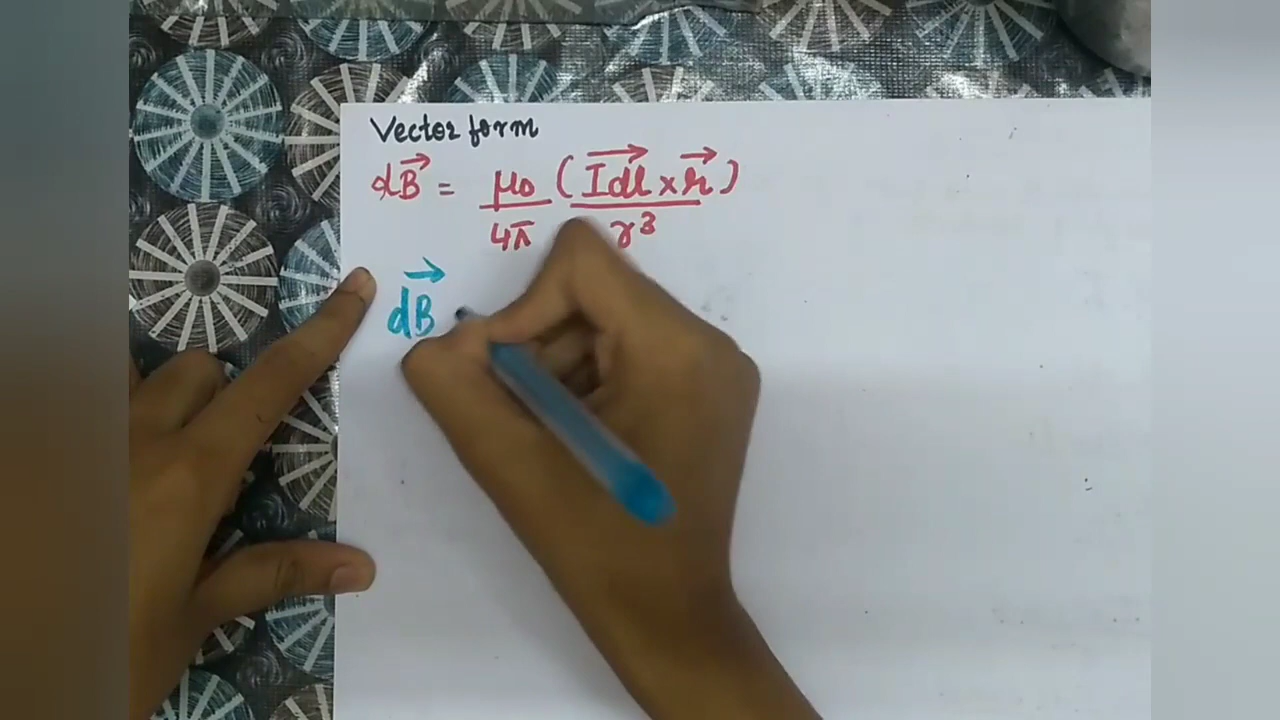 Vector form
dB⃗ = μ0/4π (I⃗dl⃗ x r⃗)/r³
dB⃗